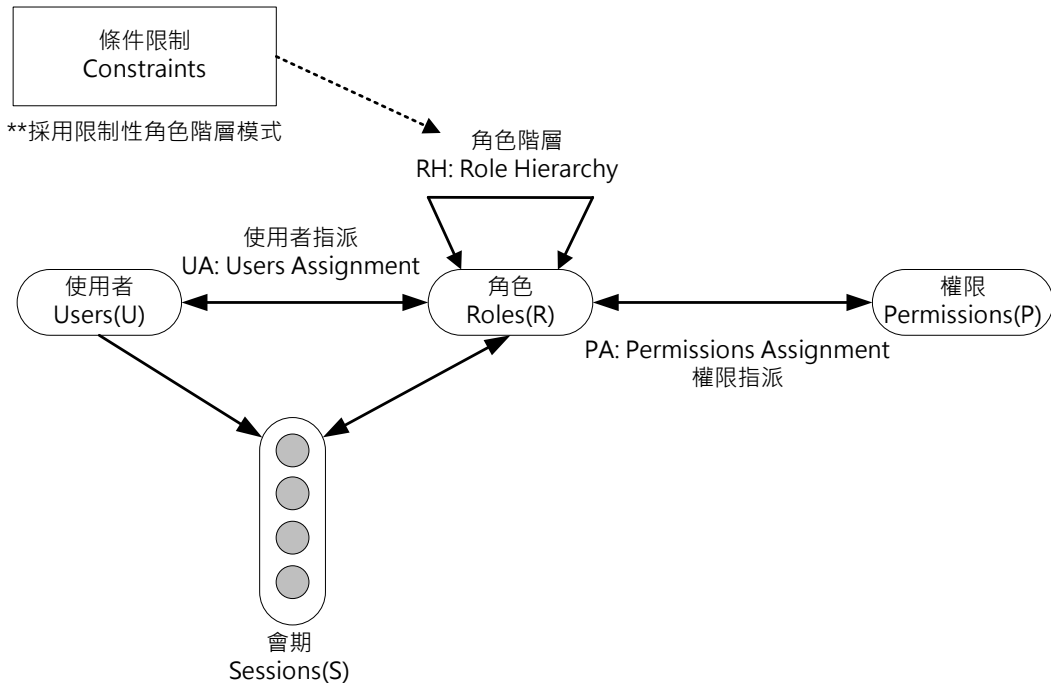 條件限制
Constraints
**採用限制性角色階層模式
角色階層
RH: Role Hierarchy
使用者指派
UA: Users Assignment
使用者
Users(U)
角色
Roles(R)
權限
Permissions(P)
PA: Permissions Assignment
權限指派
會期
Sessions(S)